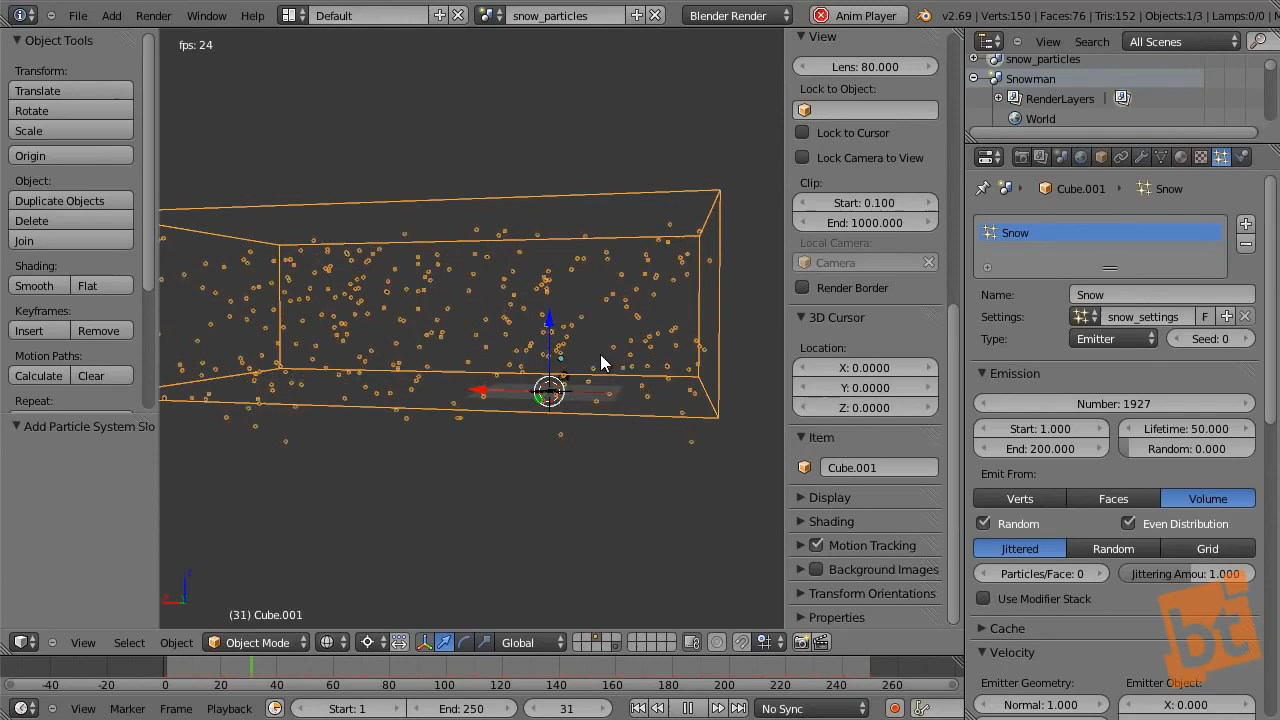 File Add Render Window Help Default snow_particles Blender Render Anim Player v2.69 | Verts:150 | Faces:76 | Tris:152 | Objects:1/3 | Lamps:0/0 |
Object Tools
Transform:
Translate
Rotate
Scale
Origin
Object:
Duplicate Objects
Delete
Join
Shading:
Smooth Flat
Keyframes:
Insert Remove
Motion Paths:
Calculate Clear
Repeat:
Add Particle System Slo
fps: 24
(31) Cube.001
View
Lens: 80.000
Lock to Object:
Lock to Cursor
Lock Camera to View
Clip:
Start: 0.100
End: 1000.000
Local Camera:
Camera
Render Border
3D Cursor
Location:
X: 0.0000
Y: 0.0000
Z: 0.0000
Item
Cube.001
Display
Shading
Motion Tracking
Background Images
Transform Orientations
Properties
View Search All Scenes
snow_particles
Snowman
RenderLayers |
World
Cube.001 Snow
Snow
Name: Snow
Settings: snow_settings F
Type: Emitter Seed: 0
Emission
Number: 1927
Start: 1.000 Lifetime: 50.000
End: 200.000 Random: 0.000
Emit From:
Verts Faces Volume
Random Even Distribution
Jittered Random Grid
Particles/Face: 0 Jittering Amou: 1.000
Use Modifier Stack
Cache
Velocity
Emitter Geometry: Emitter Object:
Normal: 1.000 X: 0.000
bt
View Select Object Object Mode Global
-40 -20 0 20 40 60 80 100 120 140 160 180 200 220 240 260
View Marker Frame Playback Start: 1 End: 250 31 No Sync